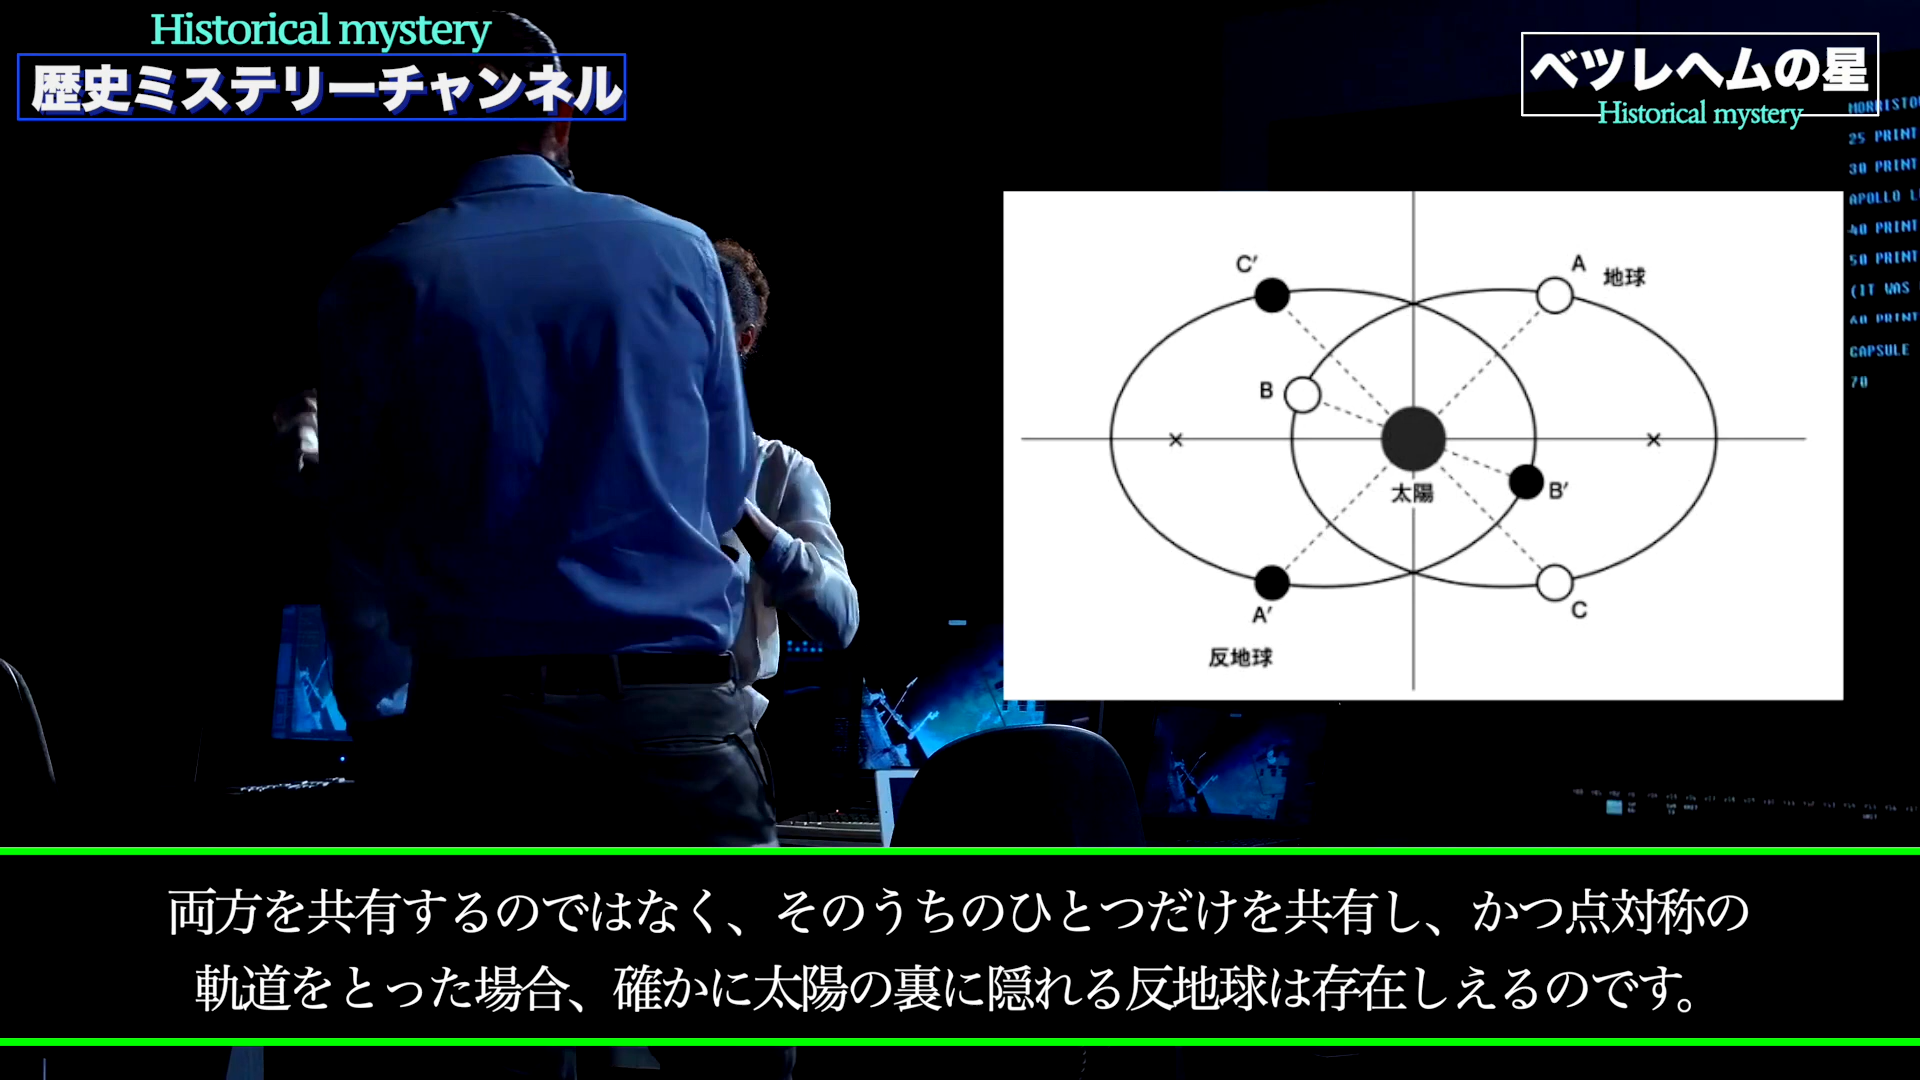 Historical mystery
歴史ミステリーチャンネル
ベツレヘムの星
Historical mystery
25 PRINT
30 PRINT
40 PRINT
50 PRINT
(IT WAS
60 PRINT
CAPSULE
70
C′
A 地球
B
太陽
B′
A′
C
反地球
両方を共有するのではなく、そのうちのひとつだけを共有し、かつ点対称の
軌道をとった場合、確かに太陽の裏に隠れる反地球は存在しえるのです。